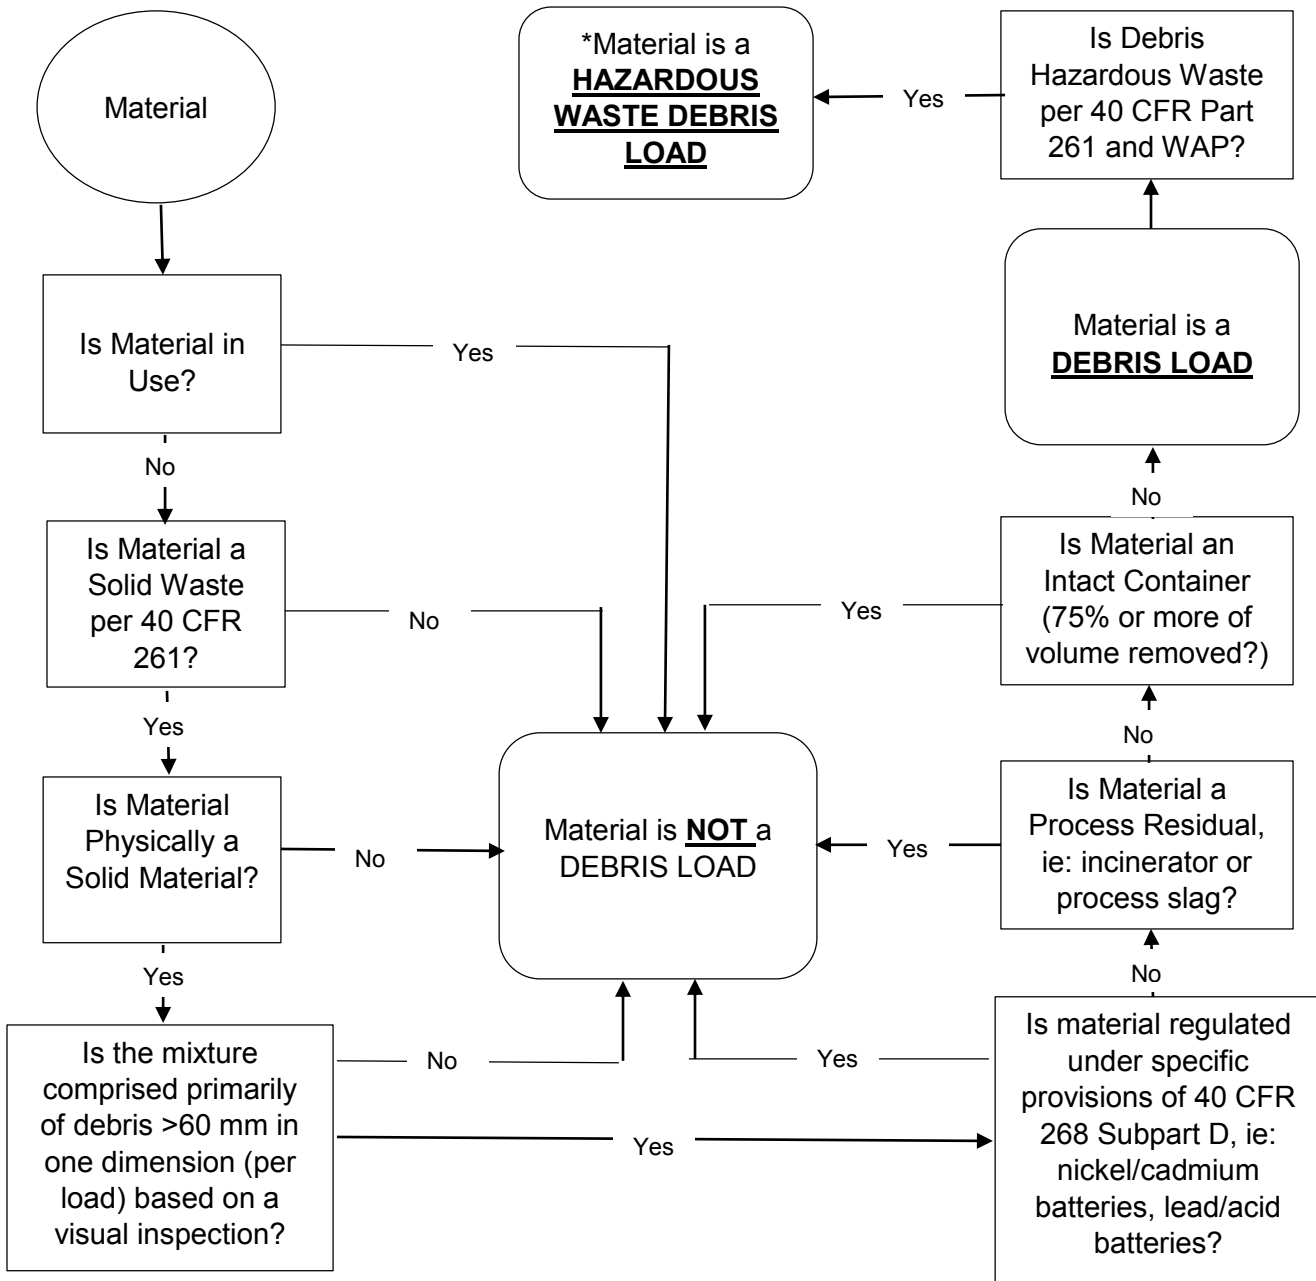 Material
Is Material in
Use?
Yes
No
Is Material a
Solid Waste
per 40 CFR
261?
No
Yes
Is Material
Physically a
Solid Material?
No
Yes
Is the mixture
comprised primarily
of debris >60 mm in
one dimension (per
load) based on a
visual inspection?
No
Yes
Material is NOT a
DEBRIS LOAD
Is material regulated
under specific
provisions of 40 CFR
268 Subpart D, ie:
nickel/cadmium
batteries, lead/acid
batteries?
Yes
No
Is Material a
Process Residual,
ie: incinerator or
process slag?
Yes
No
Is Material an
Intact Container
(75% or more of
volume removed?)
Yes
No
Material is a
DEBRIS LOAD
Is Debris
Hazardous Waste
per 40 CFR Part
261 and WAP?
Yes
*Material is a
HAZARDOUS
WASTE DEBRIS
LOAD